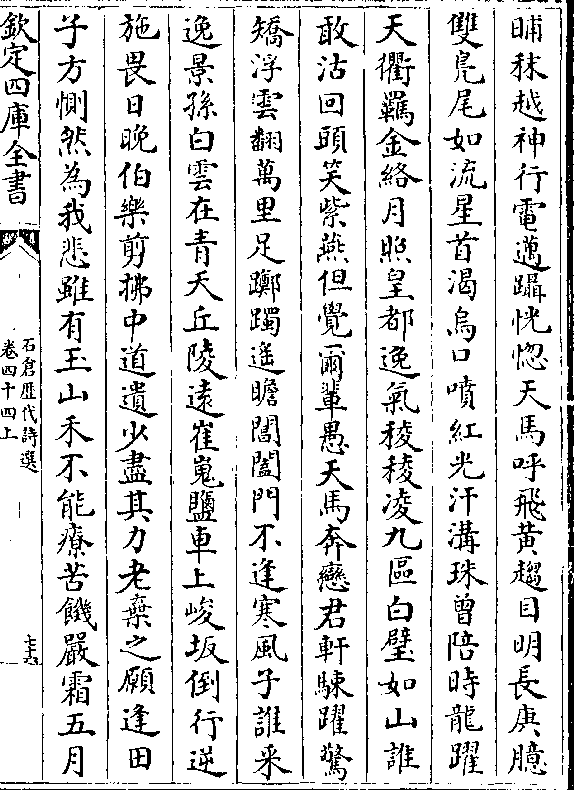 晡秣越神行電邁躡恍惚天馬呼飛黄趨目明長庚臆
雙鳧尾如流星首渇烏口噴紅光汗溝珠曾陪時龍躍
天衢羈金絡月照皇都逸氣稜稜凌九區白璧如山誰
敢沽回頭笑紫燕但覺爾輩愚天馬奔戀君軒駷躍驚
矯浮雲翻萬里足躑躅遥瞻閶闔門不逢寒風子誰采
逸景孫白雲在青天丘陵遠崔嵬鹽車上峻坂倒行逆
施畏日晚伯樂剪拂中道遺少盡其力老棄之願逢田
子方惻然為我悲雖有玉山禾不能療苦饑嚴霜五月
欽定四庫全書
石倉歴代詩選
卷四十四上